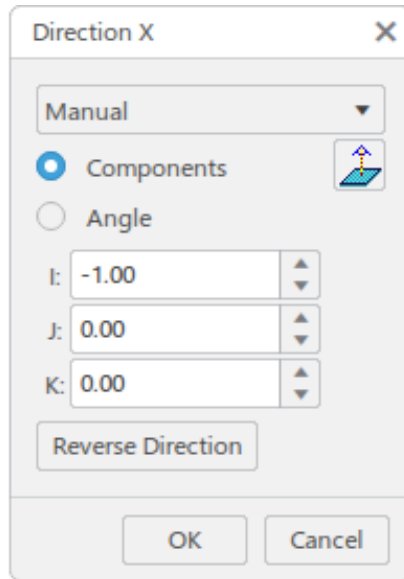 Direction X
Manual
Components
Angle
I: -1.00
J: 0.00
K: 0.00
Reverse Direction
OK Cancel